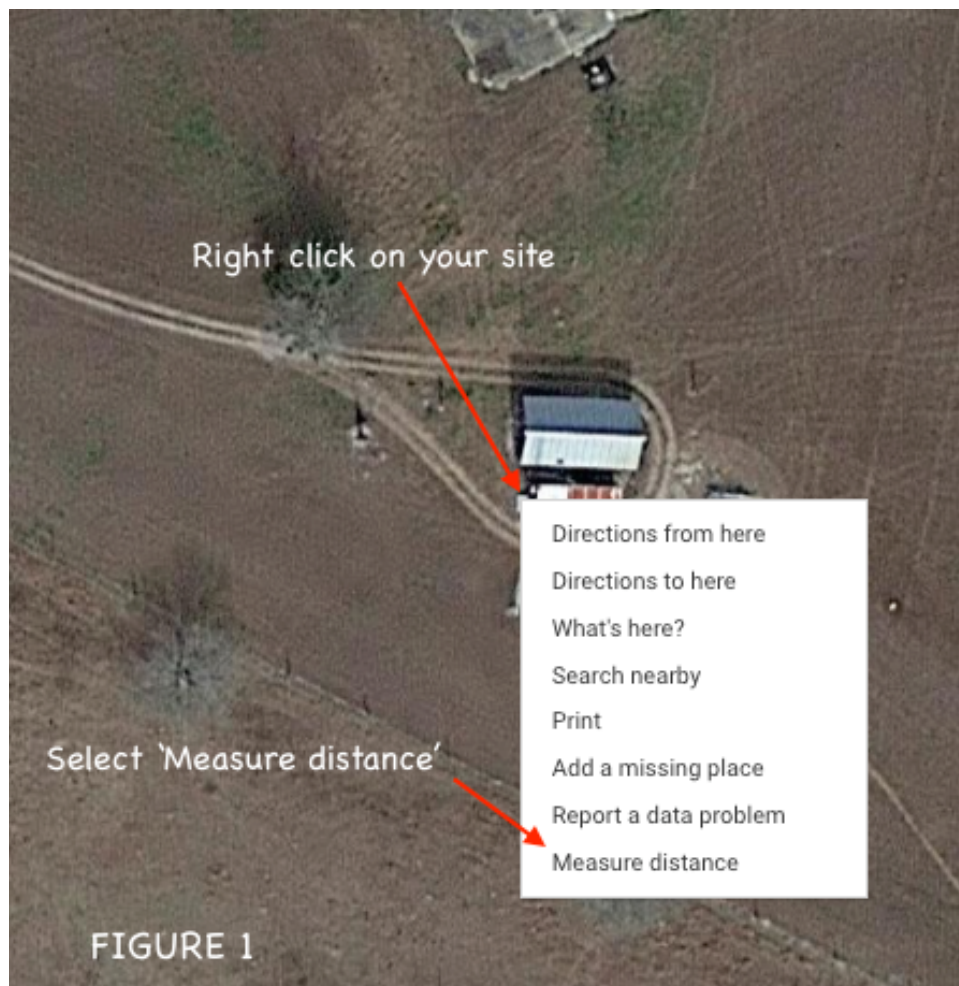 Right click on your site
Directions from here
Directions to here
What's here?
Search nearby
Print
Add a missing place
Report a data problem
Measure distance
Select ‘Measure distance’
FIGURE 1